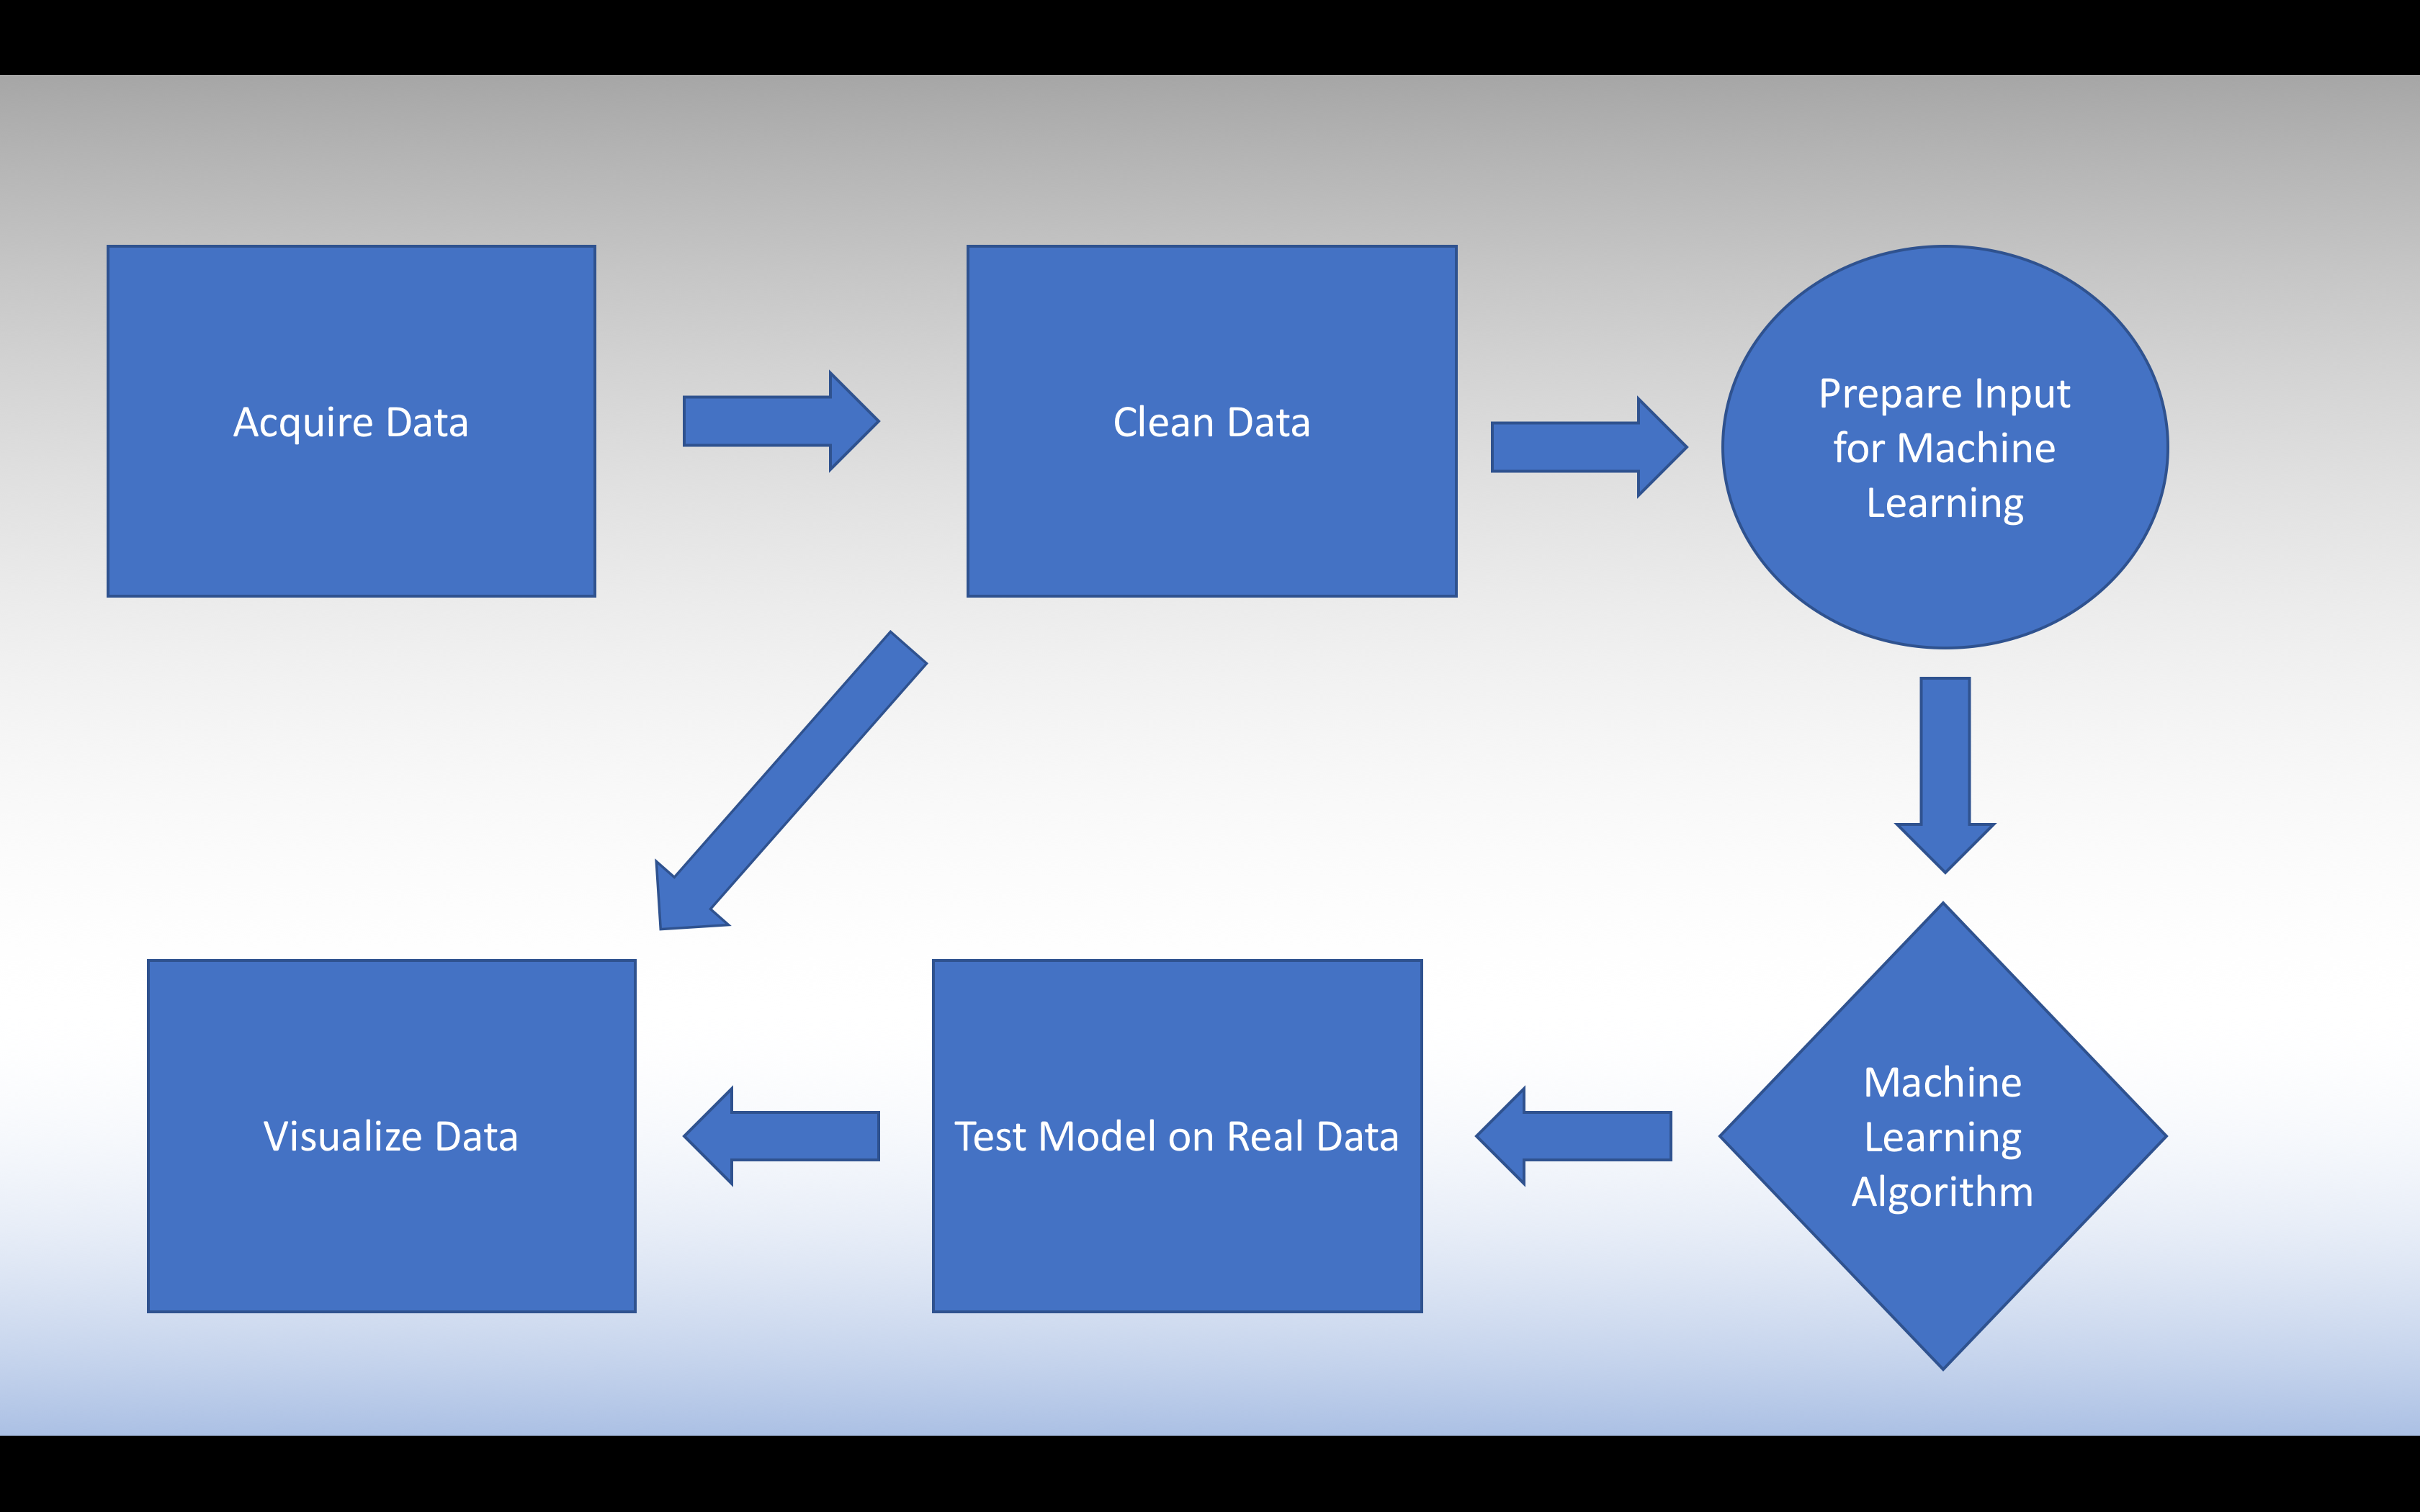 Acquire Data
Clean Data
Prepare Input
for Machine
Learning
Visualize Data
Test Model on Real Data
Machine
Learning
Algorithm